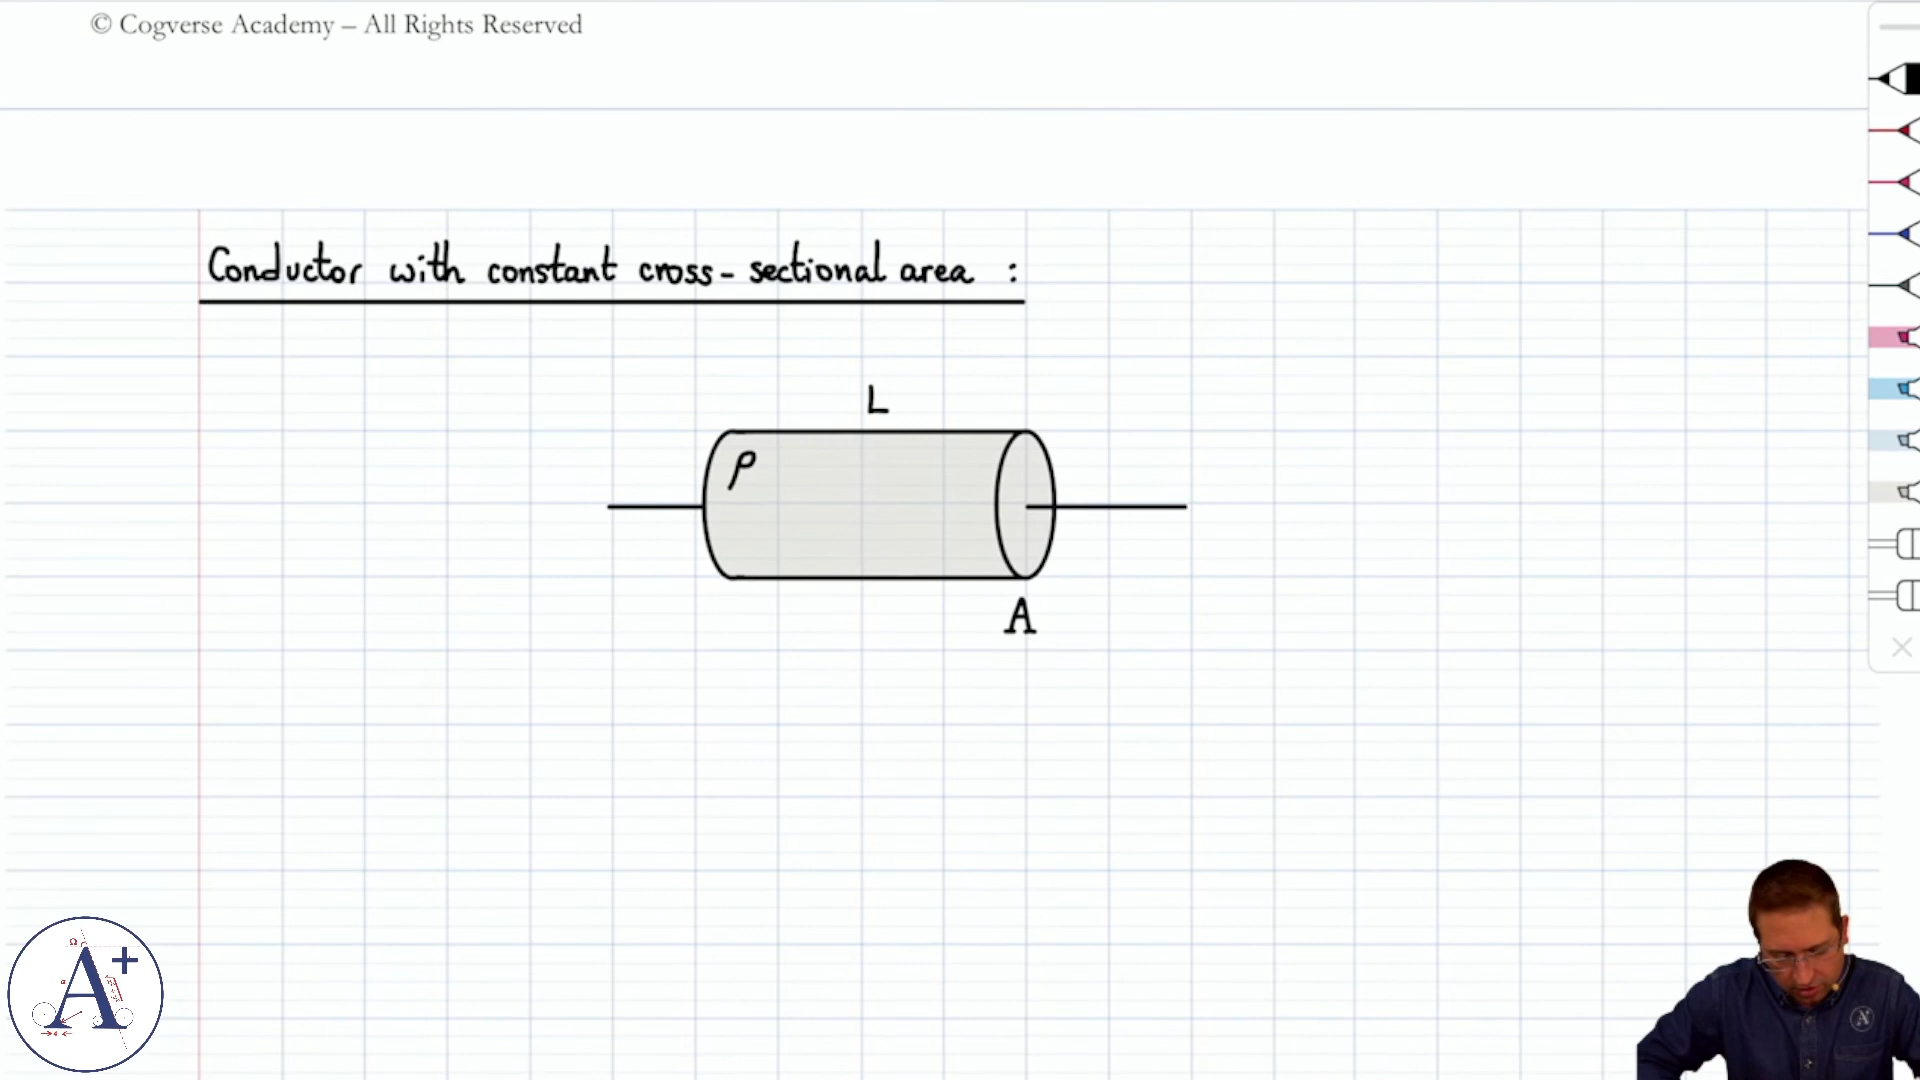 © Cogverse Academy – All Rights Reserved
Conductor with constant cross-sectional area :
L
ρ
A
A+